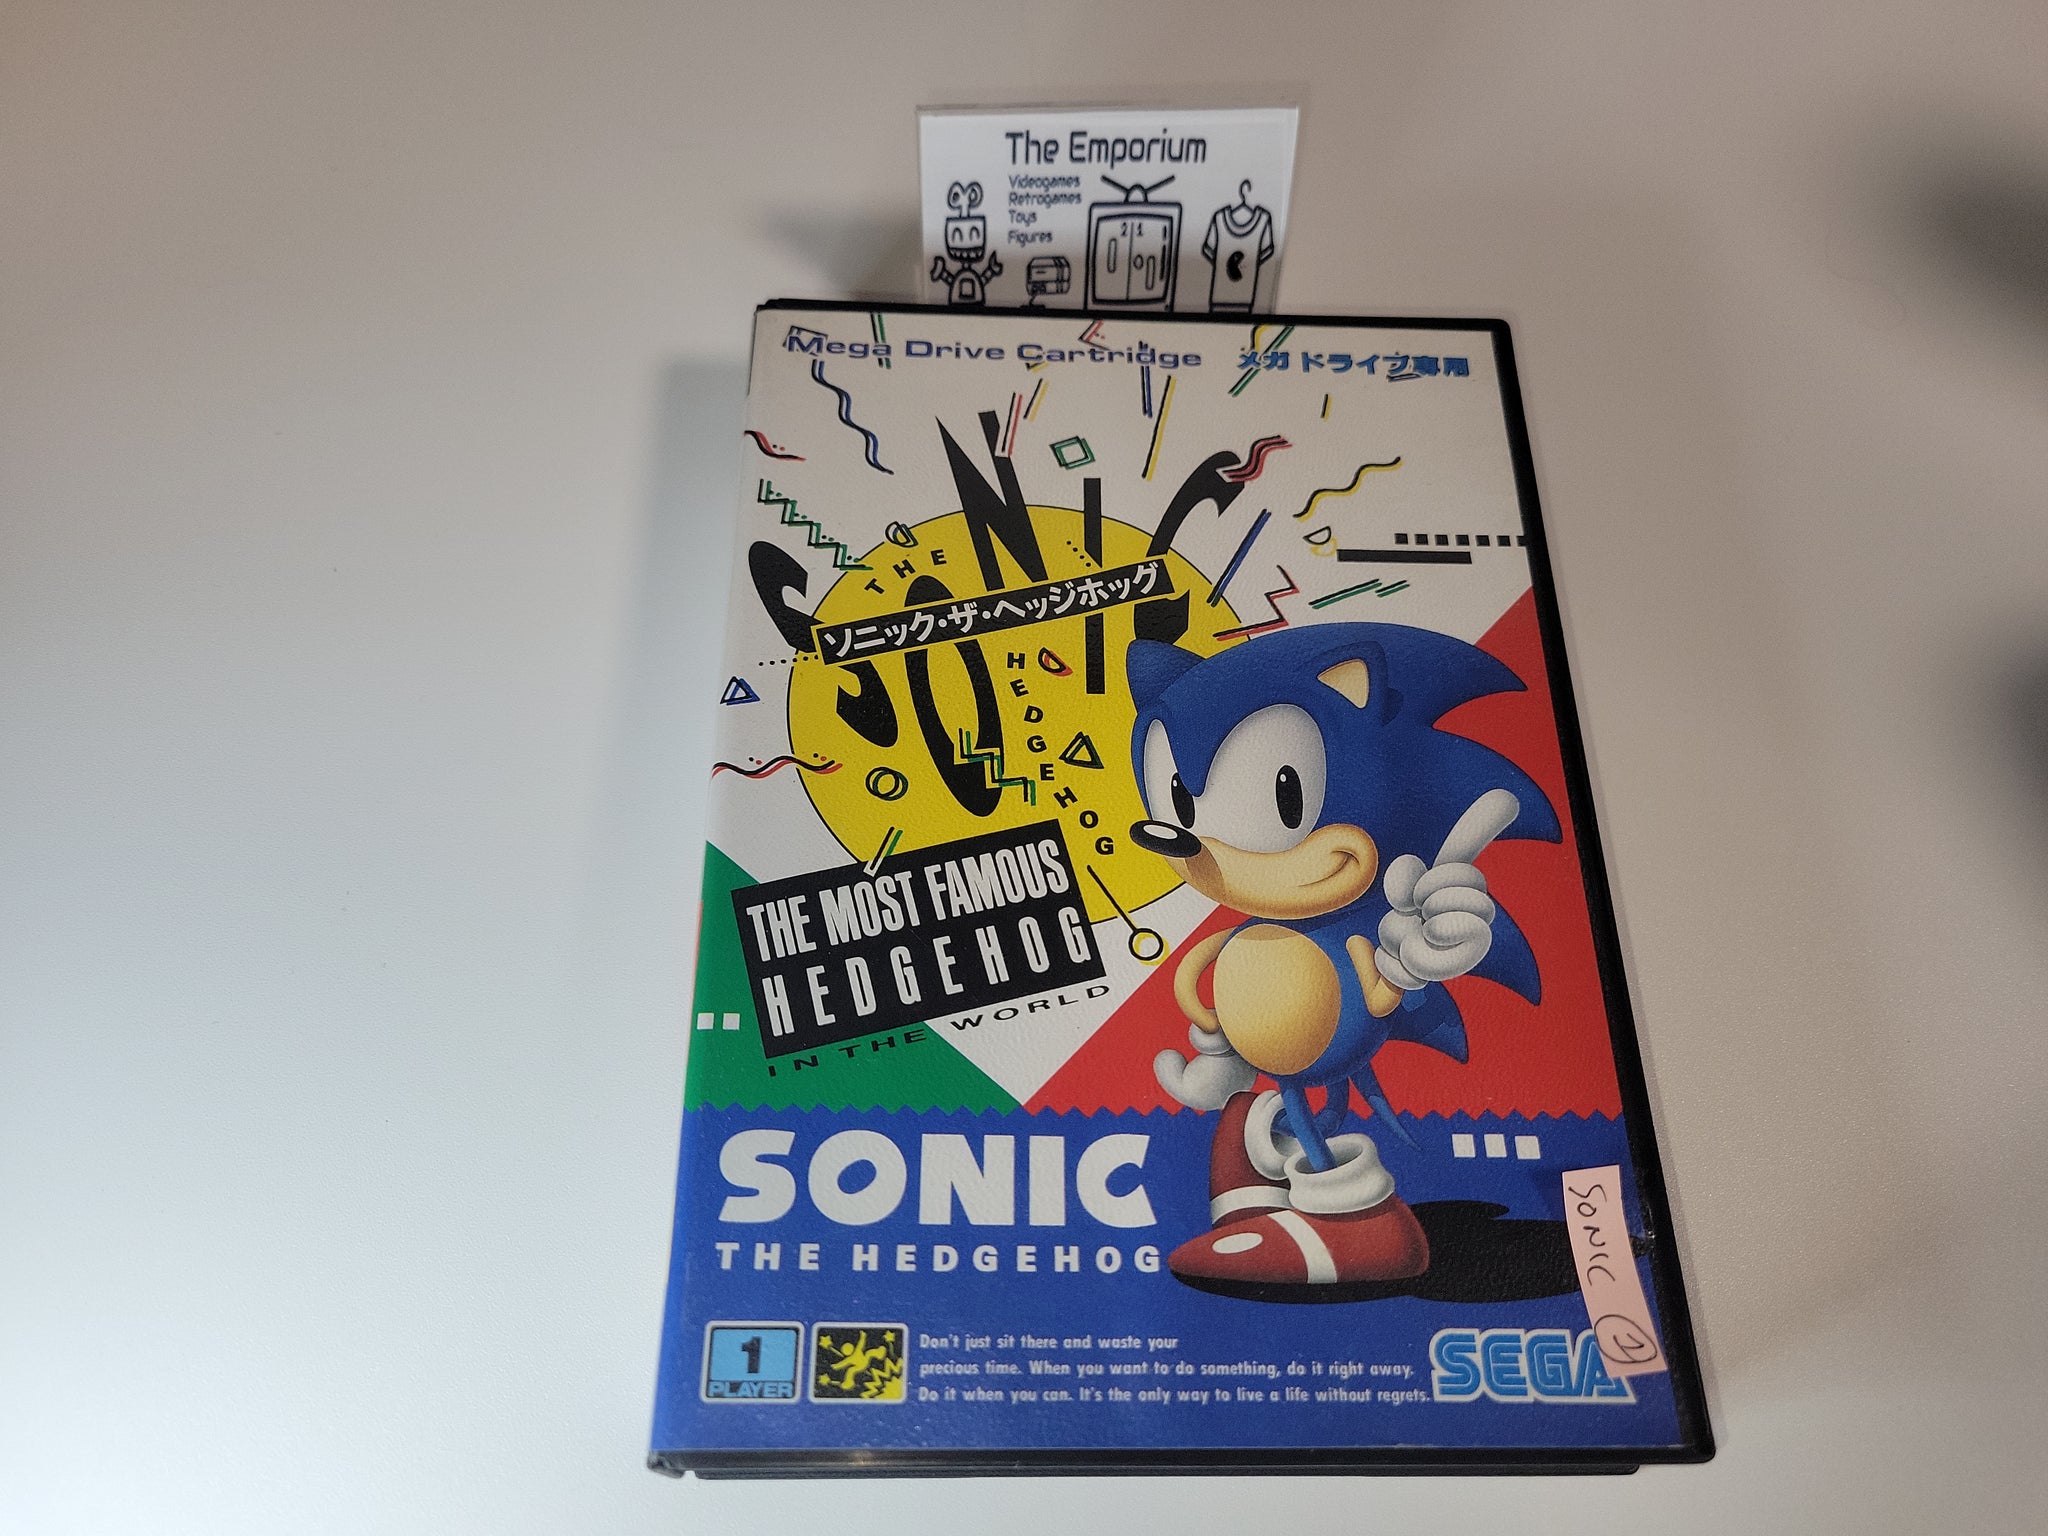 The Emporium
Videogames
Retrogames
Toys
Figures
21
Mega Drive Cartridge メガドライブ専用
SONIC
THE
ソニック・ザ・ヘッジホッグ
SONIC
HEDGEHOG
THE MOST FAMOUS
HEDGEHOG
IN THE WORLD
SONIC
THE HEDGEHOG
SONIC
2
1
PLAYER
Don't just sit there and waste your
precious time. When you want to do something, do it right away.
Do it when you can. It's the only way to live a life without regrets.
SEGA